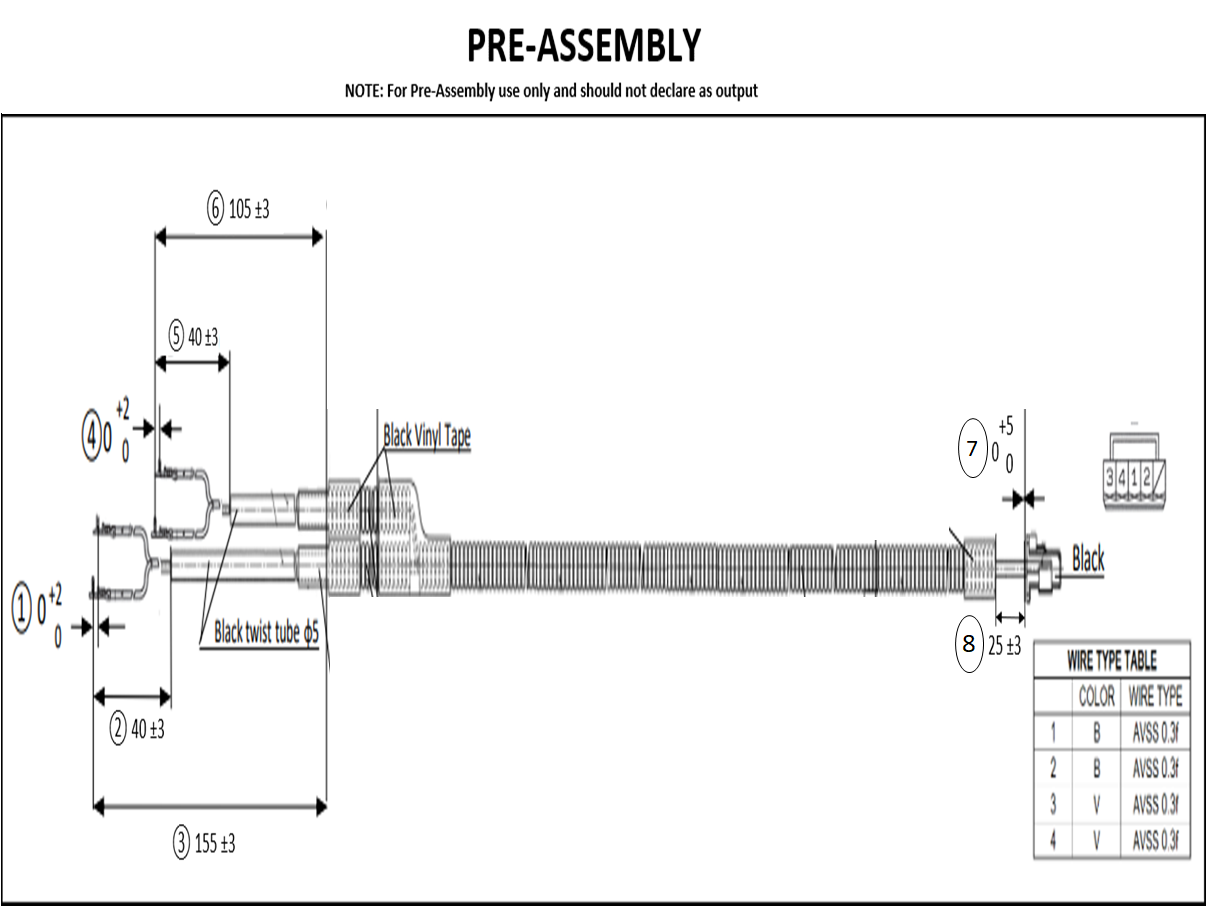 PRE-ASSEMBLY
NOTE: For Pre-Assembly use only and should not declare as output
⑥ 105 ±3
⑤ 40 ±3
④ 0 +2 0
Black Vinyl Tape
⑦ 0 +5 0
3 4 1 2
Black
① 0 +2 0
Black twist tube ϕ5
⑧ 25 ±3
② 40 ±3
③ 155 ±3
WIRE TYPE TABLE
COLOR WIRE TYPE
1 B AVSS 0.3f
2 B AVSS 0.3f
3 V AVSS 0.3f
4 V AVSS 0.3f